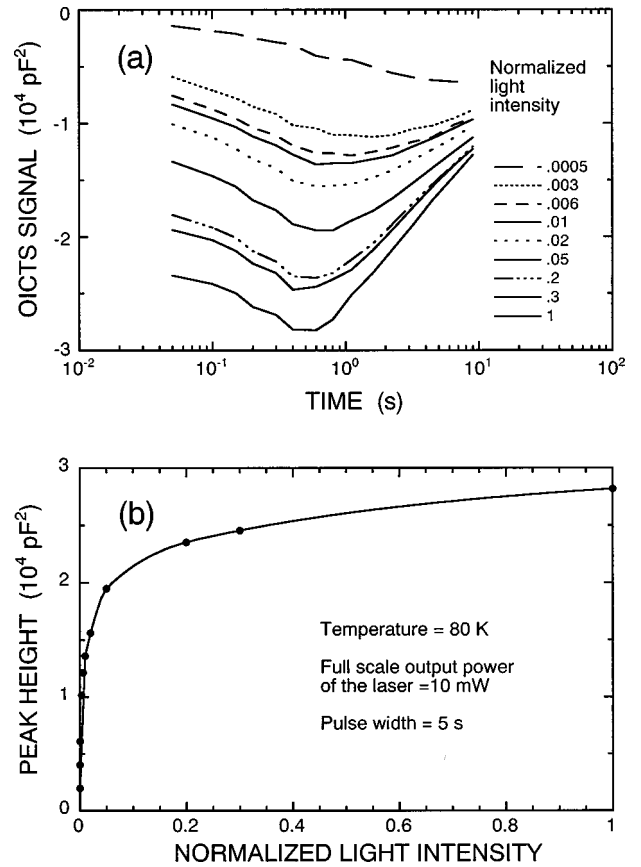 0
(a)
Normalized
light
intensity
-1
.0005
.003
.006
.01
.02
-2
.05
.2
.3
1
-3
10-2
10-1
100
101
102
OICTS SIGNAL (104 pF2)
TIME (s)
3
(b)
2
Temperature = 80 K
Full scale output power
of the laser =10 mW
1
Pulse width = 5 s
0
0
0.2
0.4
0.6
0.8
1
PEAK HEIGHT (104 pF2)
NORMALIZED LIGHT INTENSITY